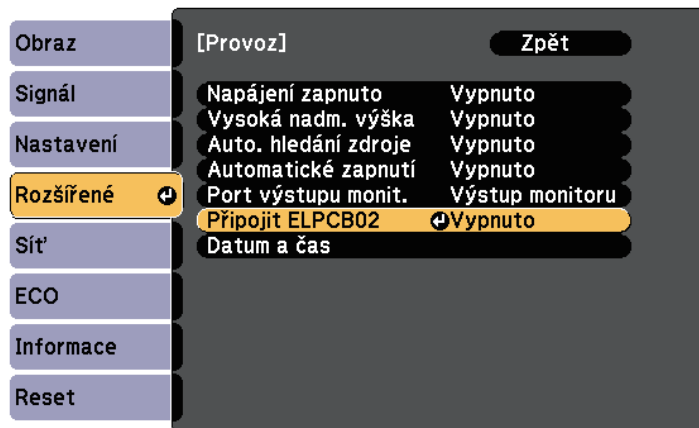 Obraz
Signál
Nastavení
Rozšířené
Síť
ECO
Informace
Reset
[Provoz] Zpět
Napájení zapnuto Vypnuto
Vysoká nadm. výška Vypnuto
Auto. hledání zdroje Vypnuto
Automatické zapnutí Vypnuto
Port výstupu monit. Výstup monitoru
Připojit ELPCB02 Vypnuto
Datum a čas